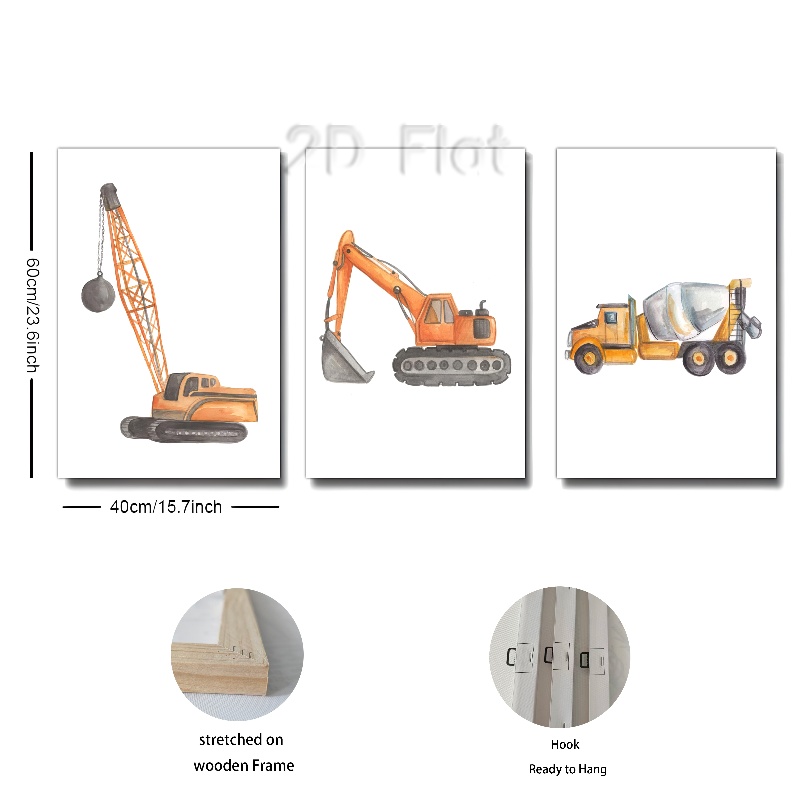 2D Flat
60cm/23.6inch
40cm/15.7inch
stretched on
wooden Frame
Hook
Ready to Hang